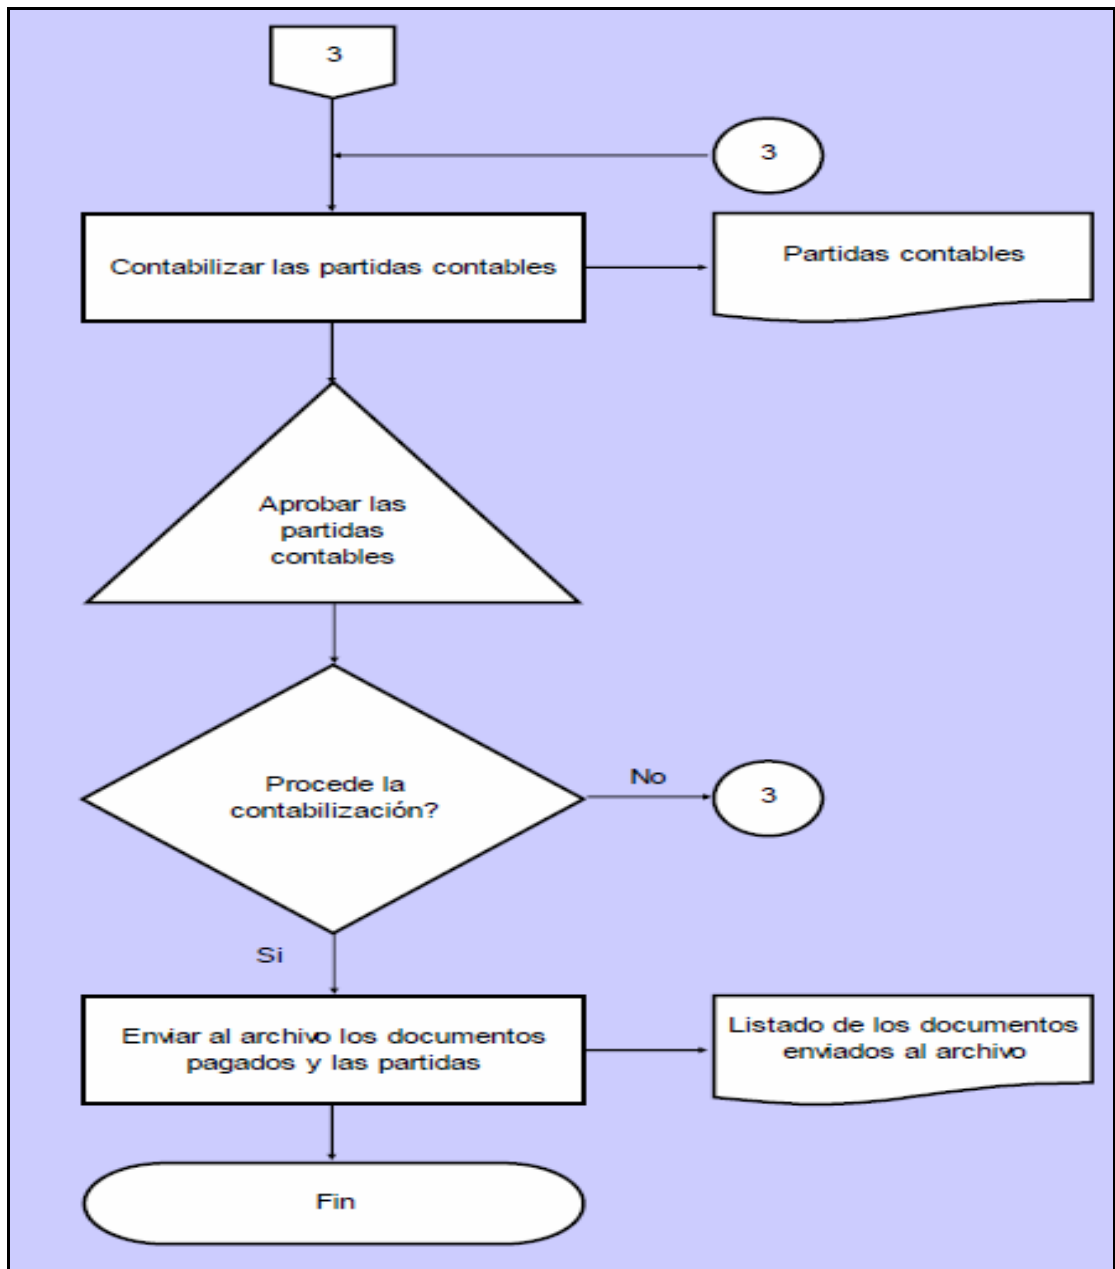 3
3
Contabilizar las partidas contables
Partidas contables
Aprobar las
partidas
contables
Procede la
contabilización?
No
3
Si
Enviar al archivo los documentos
pagados y las partidas
Listado de los documentos
enviados al archivo
Fin